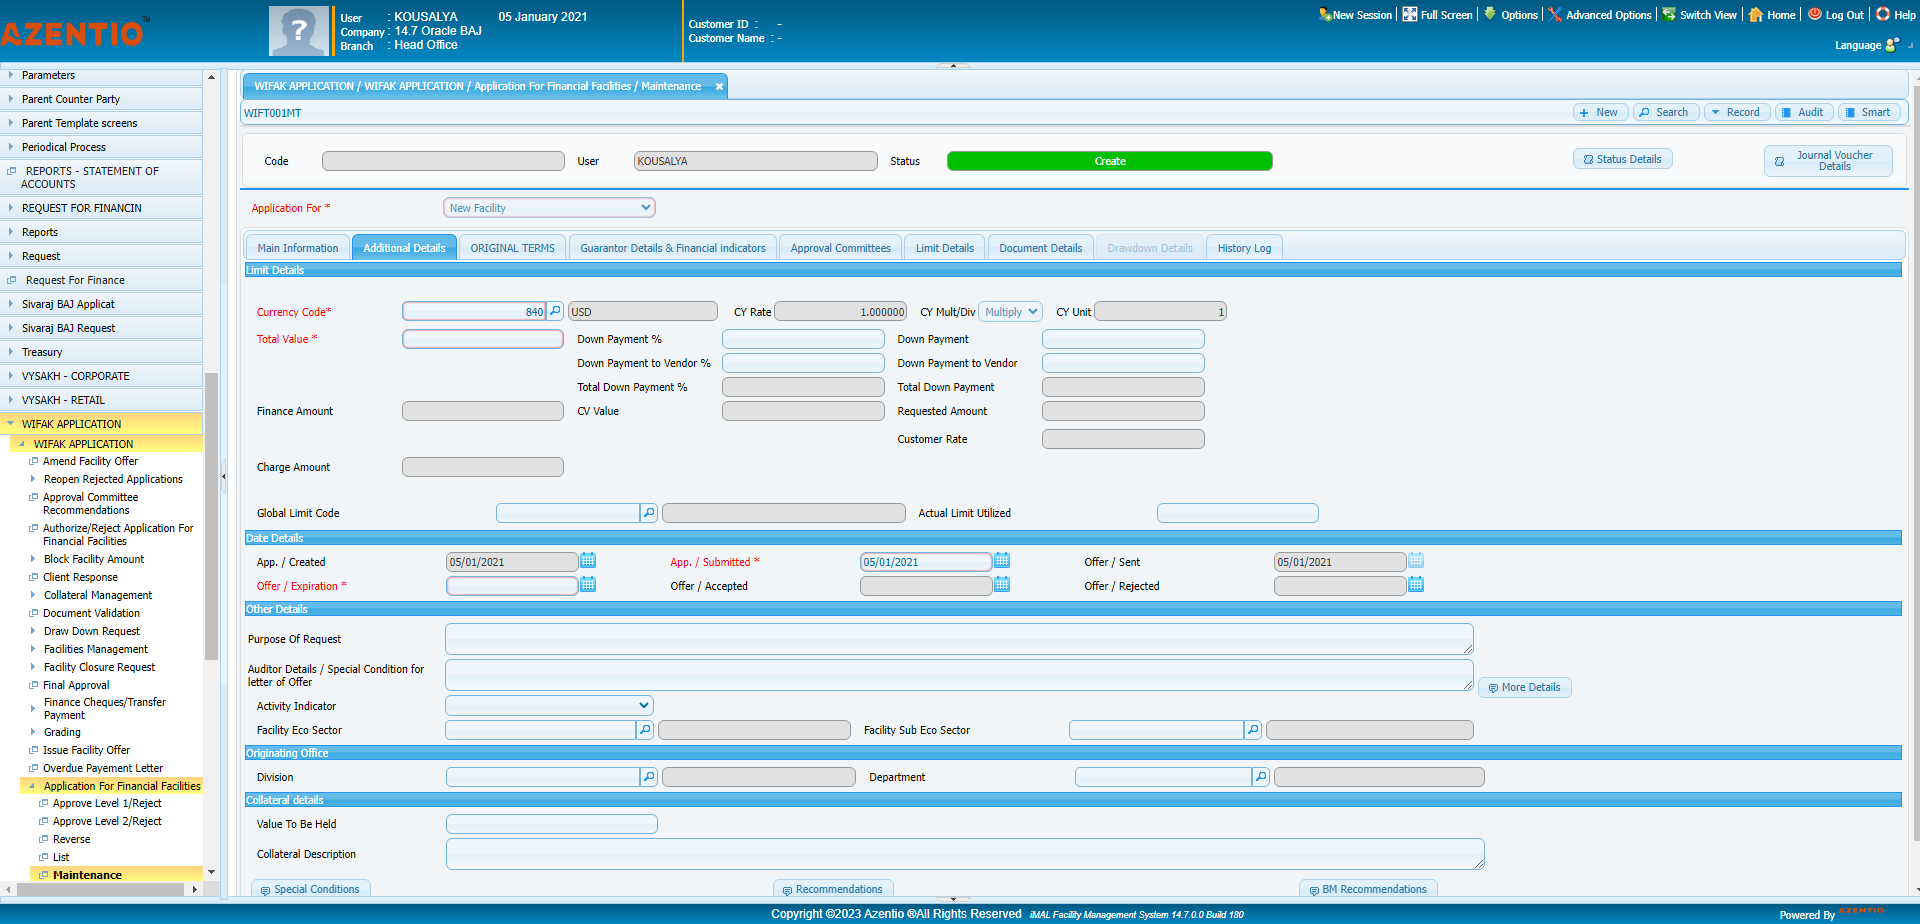 AZENTIO™
User : KOUSALYA 05 January 2021
Company : 14.7 Oracle BAJ
Branch : Head Office
Customer ID : -
Customer Name : -
New Session | Full Screen | Options | Advanced Options | Switch View | Home | Log Out | Help
Language
Parameters
Parent Counter Party
Parent Template screens
Periodical Process
REPORTS - STATEMENT OF
ACCOUNTS
REQUEST FOR FINANCIN
Reports
Request
Request For Finance
Sivaraj BAJ Applicat
Sivaraj BAJ Request
Treasury
VYSAKH - CORPORATE
VYSAKH - RETAIL
WIFAK APPLICATION
WIFAK APPLICATION
Amend Facility Offer
Reopen Rejected Applications
Approval Committee
Recommendations
Authorize/Reject Application For
Financial Facilities
Block Facility Amount
Client Response
Collateral Management
Document Validation
Draw Down Request
Facilities Management
Facility Closure Request
Final Approval
Finance Cheques/Transfer
Payment
Grading
Issue Facility Offer
Overdue Payment Letter
Application For Financial Facilities
Approve Level 1/Reject
Approve Level 2/Reject
Reverse
List
Maintenance
WIFAK APPLICATION / WIFAK APPLICATION / Application For Financial Facilities / Maintenance
WIFT001MT
New Search Record Audit Smart
Code User KOUSALYA Status Create
Status Details
Journal Voucher
Details
Application For * New Facility
Main Information Additional Details ORIGINAL TERMS Guarantor Details & Financial indicators Approval Committees Limit Details Document Details Drawdown Details History Log
Limit Details
Currency Code* 840 USD CY Rate 1.000000 CY Mult/Div Multiply CY Unit 1
Total Value * Down Payment % Down Payment
Down Payment to Vendor % Down Payment to Vendor
Total Down Payment % Total Down Payment
Finance Amount CV Value Requested Amount
Customer Rate
Charge Amount
Global Limit Code Actual Limit Utilized
Date Details
App. / Created 05/01/2021 App. / Submitted * 05/01/2021 Offer / Sent 05/01/2021
Offer / Expiration * Offer / Accepted Offer / Rejected
Other Details
Purpose Of Request
Auditor Details / Special Condition for
letter of Offer
More Details
Activity Indicator
Facility Eco Sector Facility Sub Eco Sector
Originating Office
Division Department
Collateral details
Value To Be Held
Collateral Description
Special Conditions Recommendations BM Recommendations
Copyright ©2023 Azentio ®All Rights Reserved iMAL Facility Management System 14.7.0.0 Build 180
Powered By AZENTIO